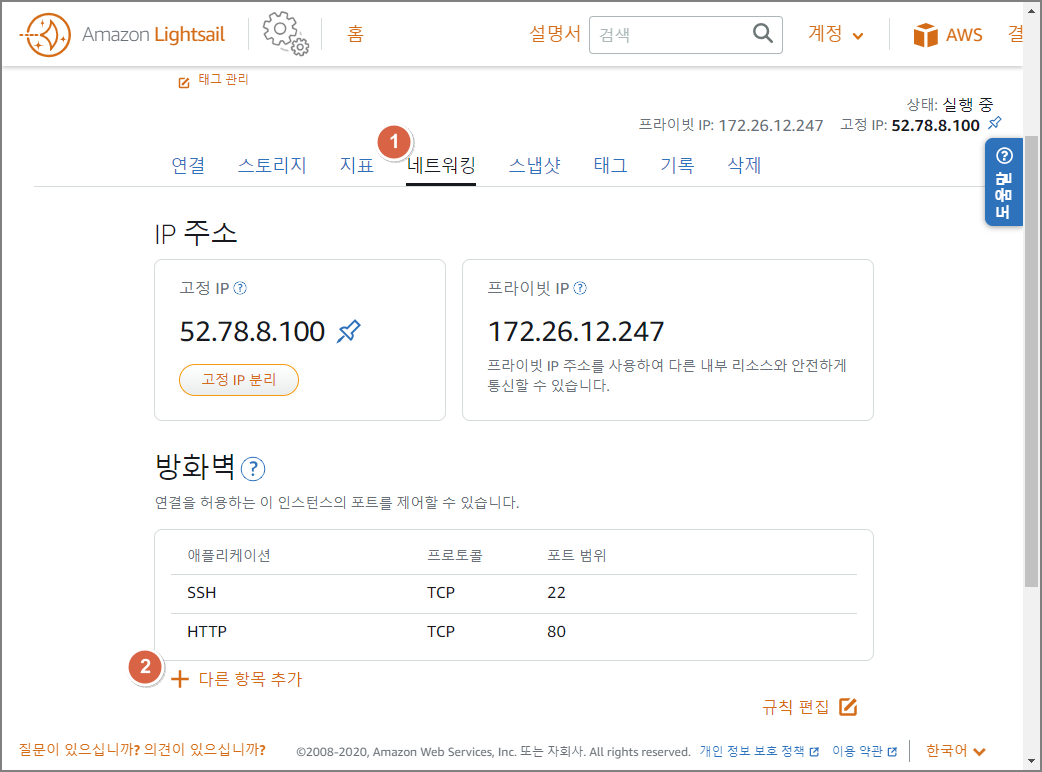 Amazon Lightsail 홈 설명서 검색 계정 AWS 결
태그 관리
상태: 실행 중
프라이빗 IP: 172.26.12.247 고정 IP: 52.78.8.100
1
연결 스토리지 지표 네트워킹 스냅샷 태그 기록 삭제
? 도움말
IP 주소
고정 IP ?
52.78.8.100
고정 IP 분리
프라이빗 IP ?
172.26.12.247
프라이빗 IP 주소를 사용하여 다른 내부 리소스와 안전하게
통신할 수 있습니다.
방화벽 ?
연결을 허용하는 이 인스턴스의 포트를 제어할 수 있습니다.
애플리케이션 프로토콜 포트 범위
SSH TCP 22
HTTP TCP 80
2
+ 다른 항목 추가
규칙 편집
질문이 있으십니까? 의견이 있으십니까? ©2008-2020, Amazon Web Services, Inc. 또는 자회사. All rights reserved. 개인 정보 보호 정책 이용 약관 한국어